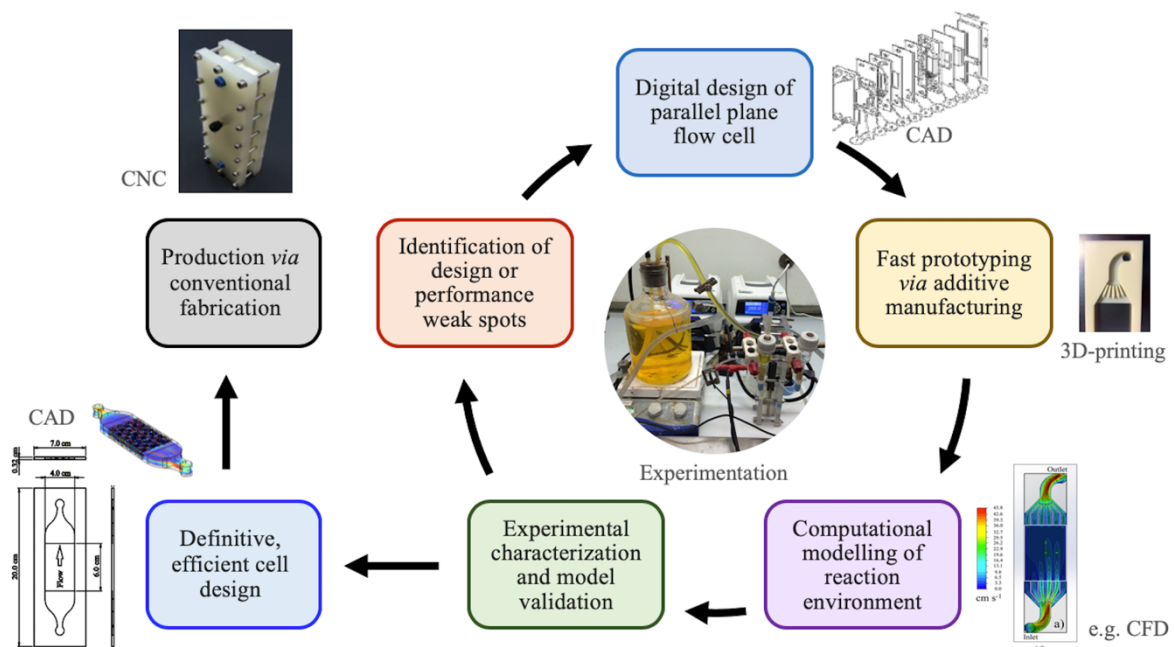 Digital design of
parallel plane
flow cell
CAD
CNC
Production via
conventional
fabrication
Identification of
design or
performance
weak spots
Fast prototyping
via additive
manufacturing
3D-printing
Experimentation
CAD
7.0 cm
4.0 cm
0.32 cm
20.0 cm
Flow
6.0 cm
Definitive,
efficient cell
design
Experimental
characterization
and model
validation
Computational
modelling of
reaction
environment
Outlet
cm s⁻¹
a)
Inlet
e.g. CFD